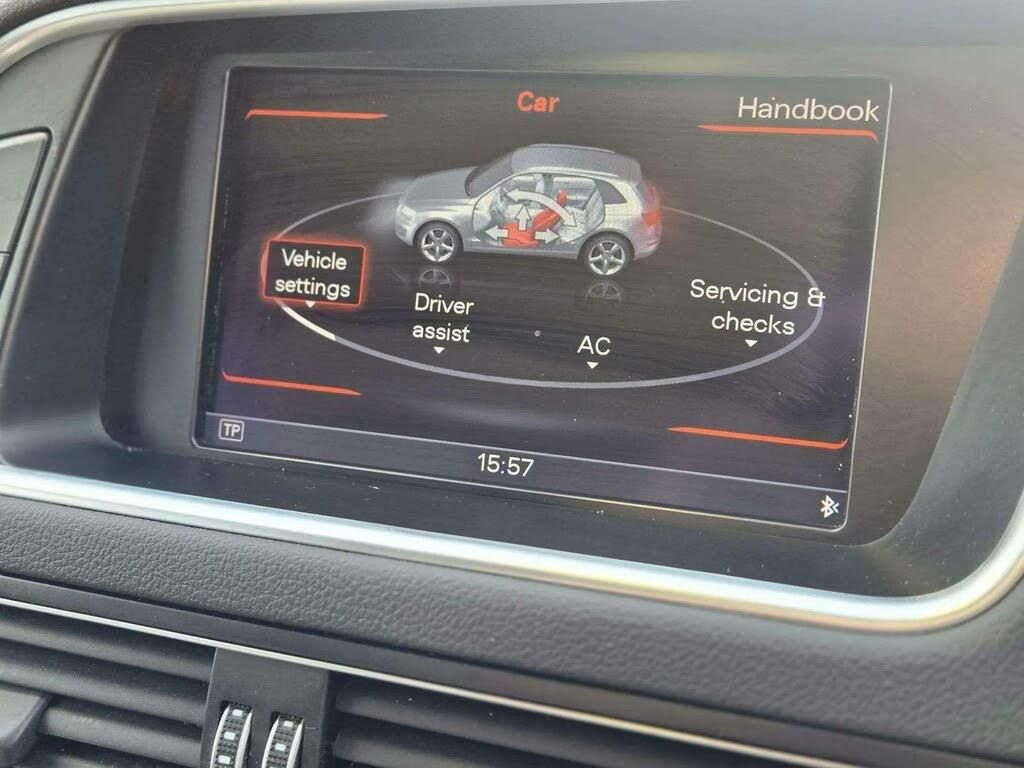 Car
Handbook
Vehicle
settings
Driver
assist
AC
Servicing &
checks
TP
15:57